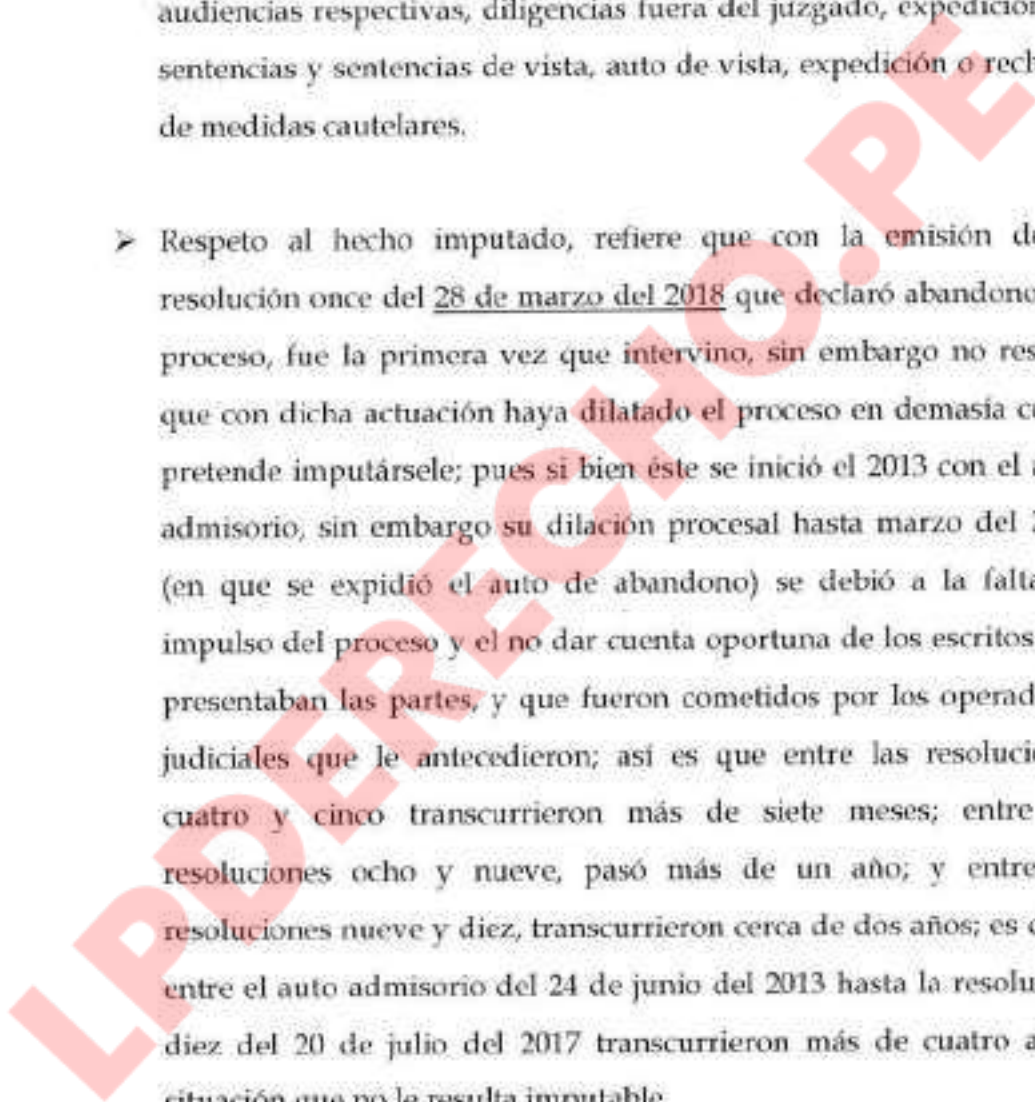 audiencias respectivas, diligencias fuera del juzgado, expedición
sentencias y sentencias de vista, auto de vista, expedición o rech
de medidas cautelares.
➢ Respeto al hecho imputado, refiere que con la emisión de
resolución once del 28 de marzo del 2018 que declaró abandono
proceso, fue la primera vez que intervino, sin embargo no res
que con dicha actuación haya dilatado el proceso en demasía c
pretende imputársele; pues si bien éste se inició el 2013 con el
admisorio, sin embargo su dilación procesal hasta marzo del
(en que se expidió el auto de abandono) se debió a la falta
impulso del proceso y el no dar cuenta oportuna de los escritos
presentaban las partes, y que fueron cometidos por los operad
judiciales que le antecedieron; así es que entre las resoluci
cuatro y cinco transcurrieron más de siete meses; entre
resoluciones ocho y nueve, pasó más de un año; y entre
resoluciones nueve y diez, transcurrieron cerca de dos años; es
entre el auto admisorio del 24 de junio del 2013 hasta la resolu
diez del 20 de julio del 2017 transcurrieron más de cuatro a
situación que no le resulta imputable
LPDERECHO.PE